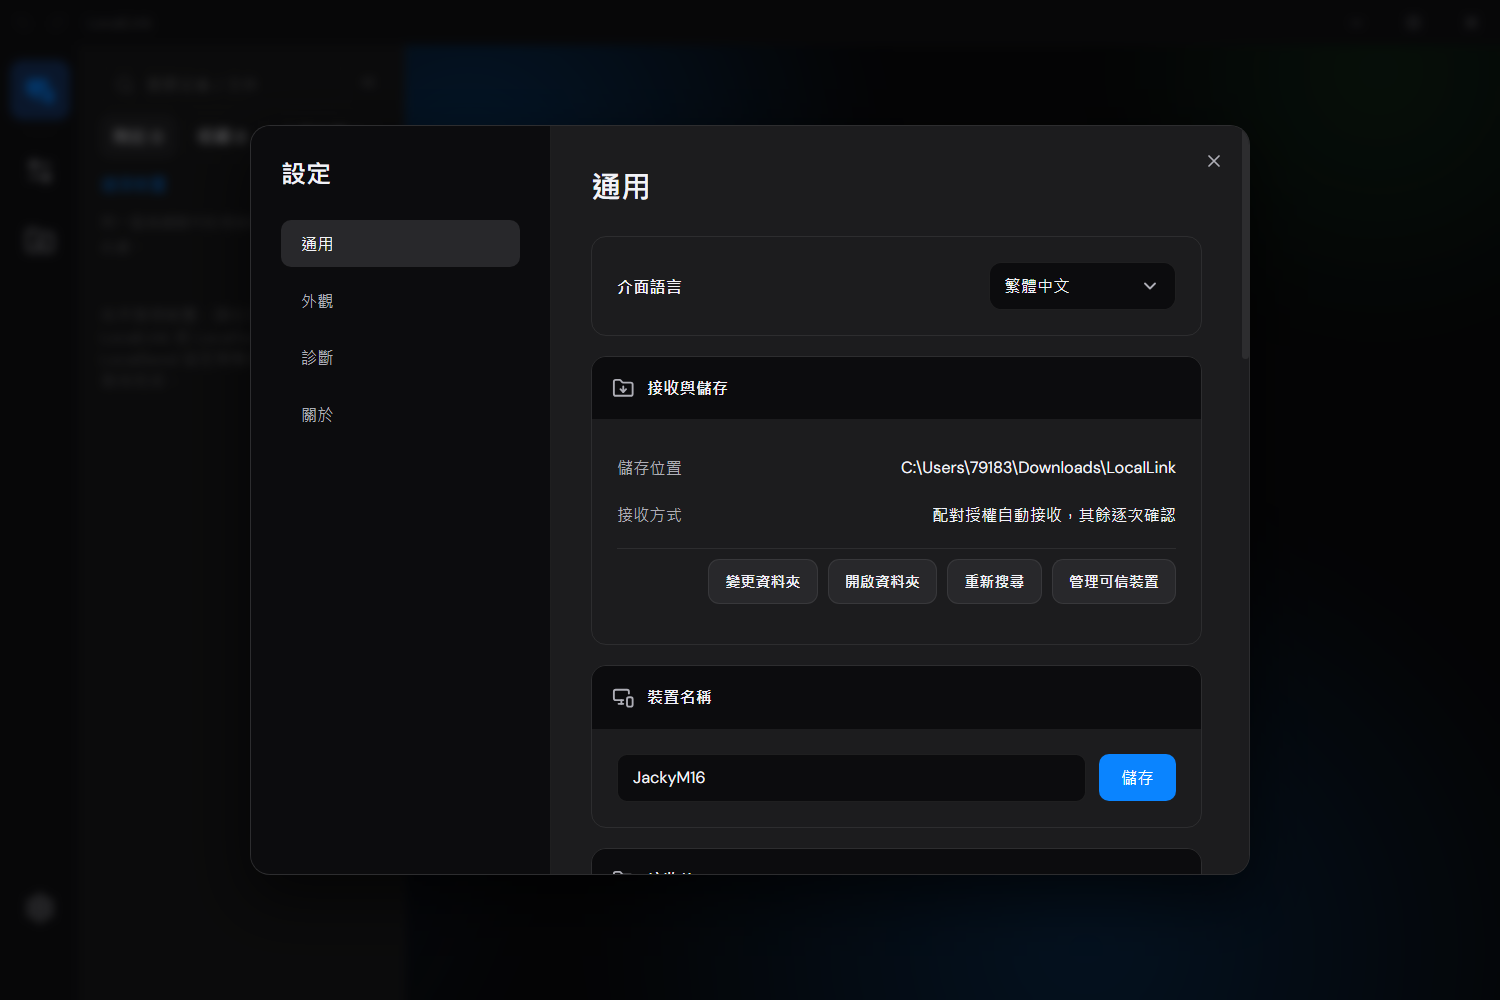 設定
通用
外觀
診斷
關於
通用
介面語言
繁體中文
接收與儲存
儲存位置
C:\Users\79183\Downloads\LocalLink
接收方式
配對授權自動接收，其餘逐次確認
變更資料夾
開啟資料夾
重新搜尋
管理可信裝置
裝置名稱
JackyM16
儲存